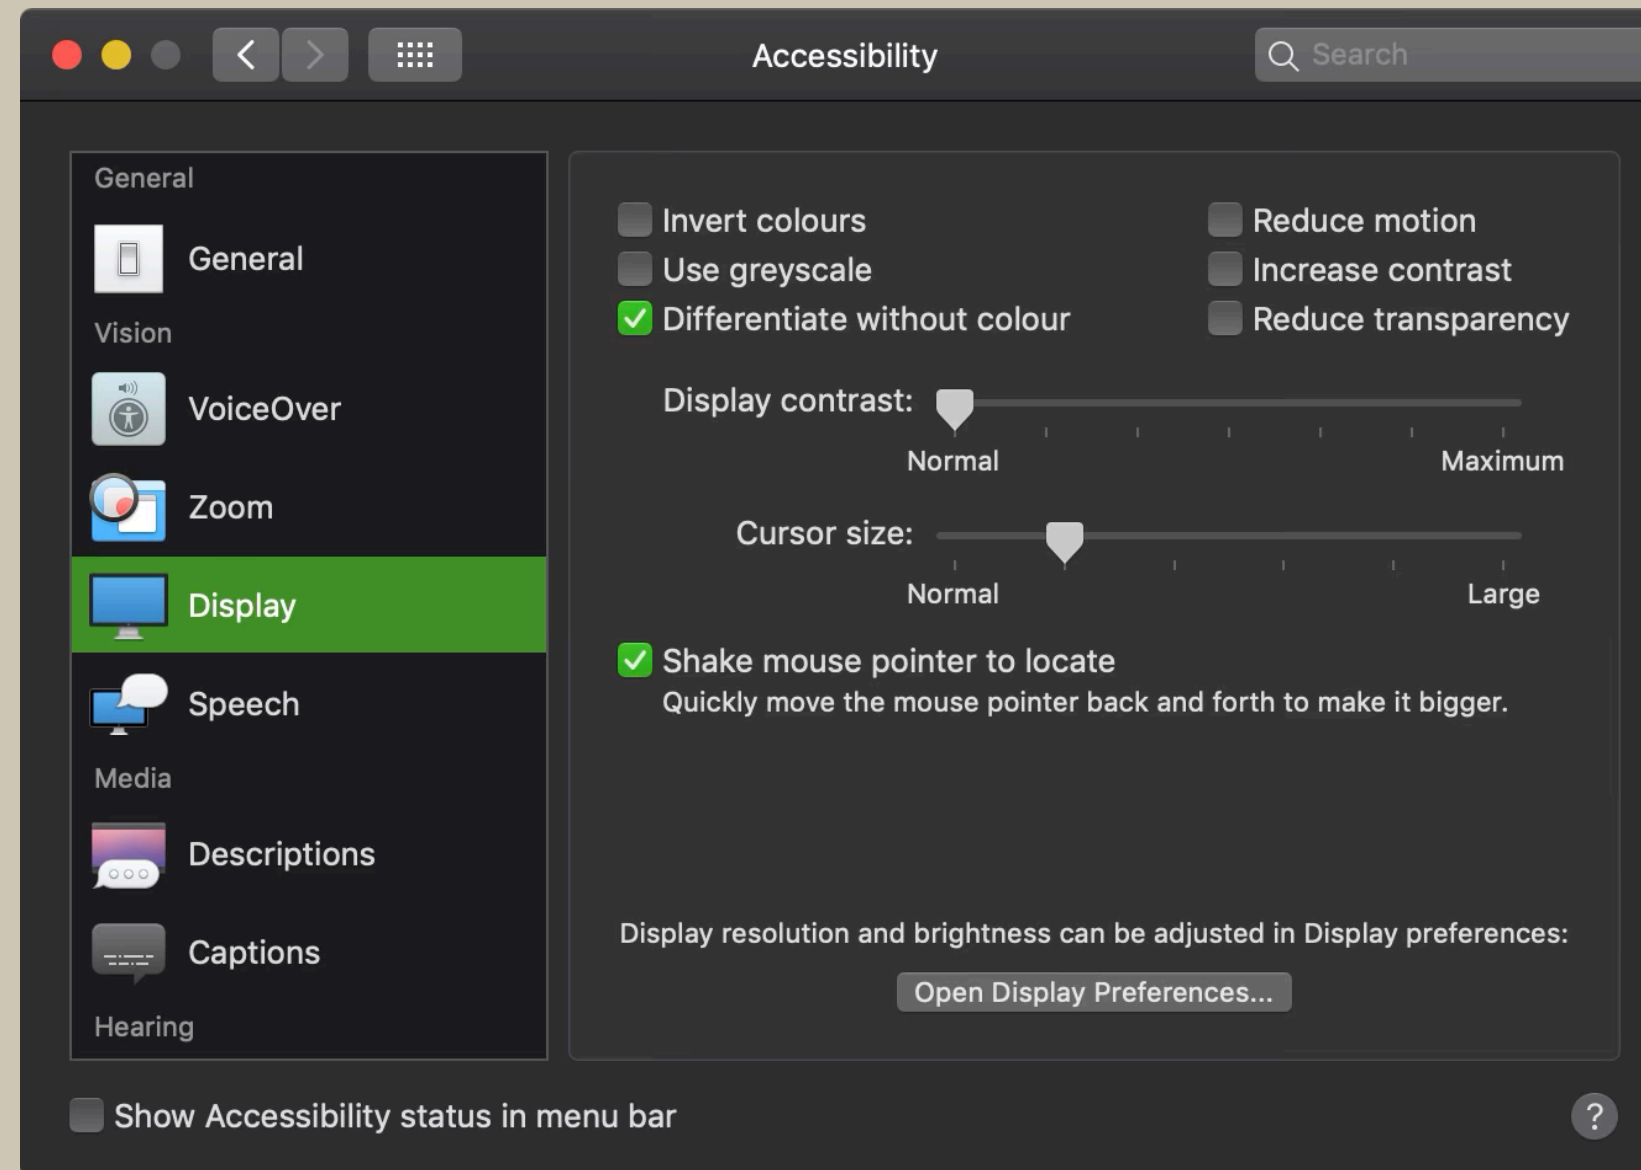 Accessibility
Search
General
General
Vision
VoiceOver
Zoom
Display
Speech
Media
Descriptions
Captions
Hearing
Invert colours
Use greyscale
Differentiate without colour
Reduce motion
Increase contrast
Reduce transparency
Display contrast:
Normal Maximum
Cursor size:
Normal Large
Shake mouse pointer to locate
Quickly move the mouse pointer back and forth to make it bigger.
Display resolution and brightness can be adjusted in Display preferences:
Open Display Preferences...
Show Accessibility status in menu bar
?